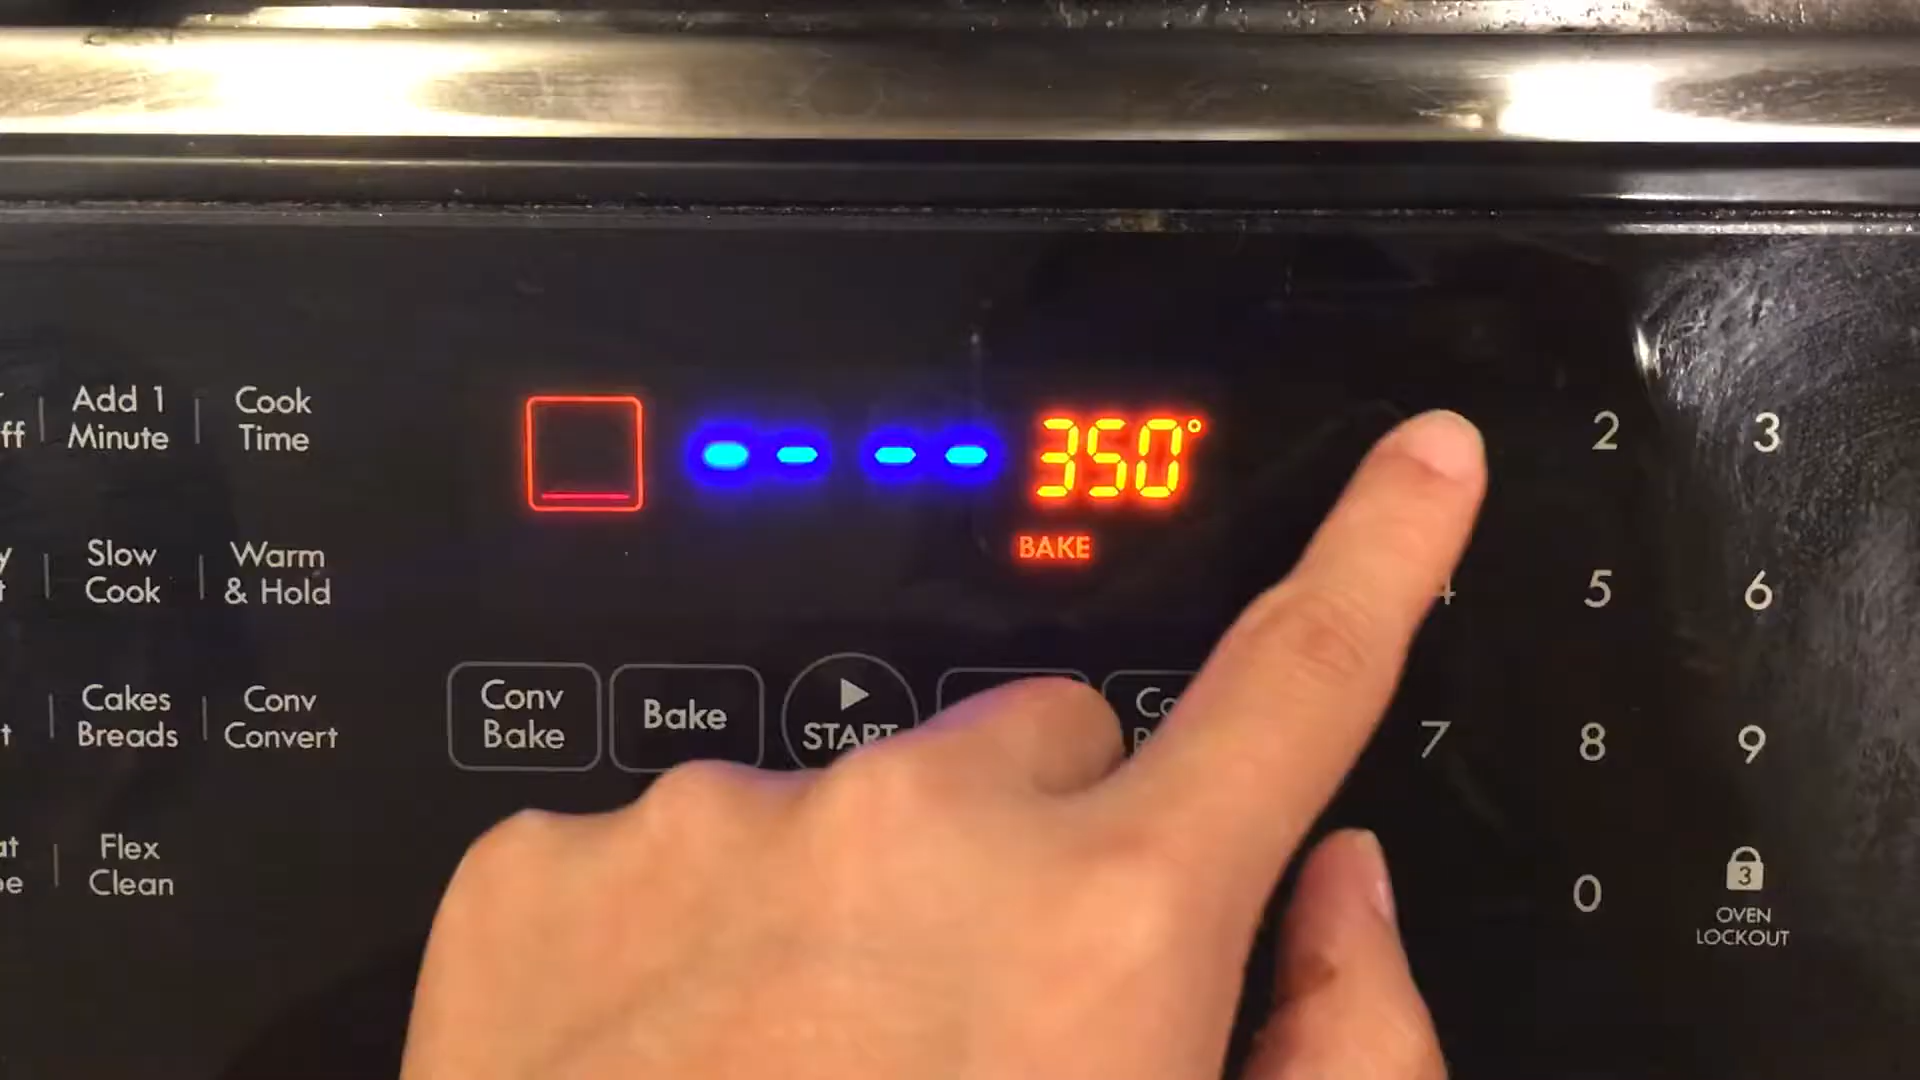 Add 1
Minute
Cook
Time
350°
BAKE
2
3
Slow
Cook
Warm
& Hold
5
6
Cakes
Breads
Conv
Convert
Conv
Bake
Bake
START
7
8
9
Flex
Clean
0
3
OVEN
LOCKOUT